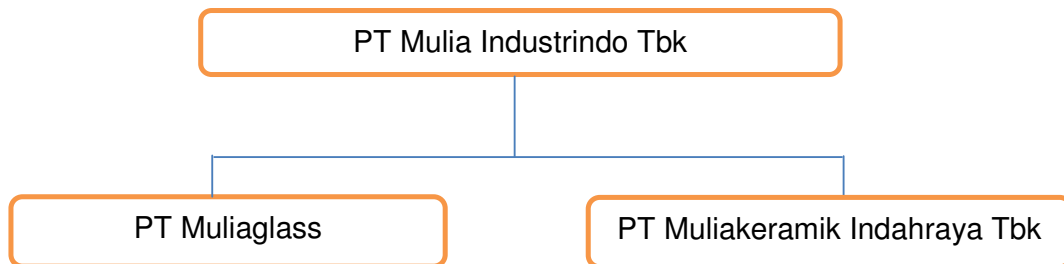 PT Mulia Industrindo Tbk
PT Muliaglass
PT Muliakeramik Indahraya Tbk